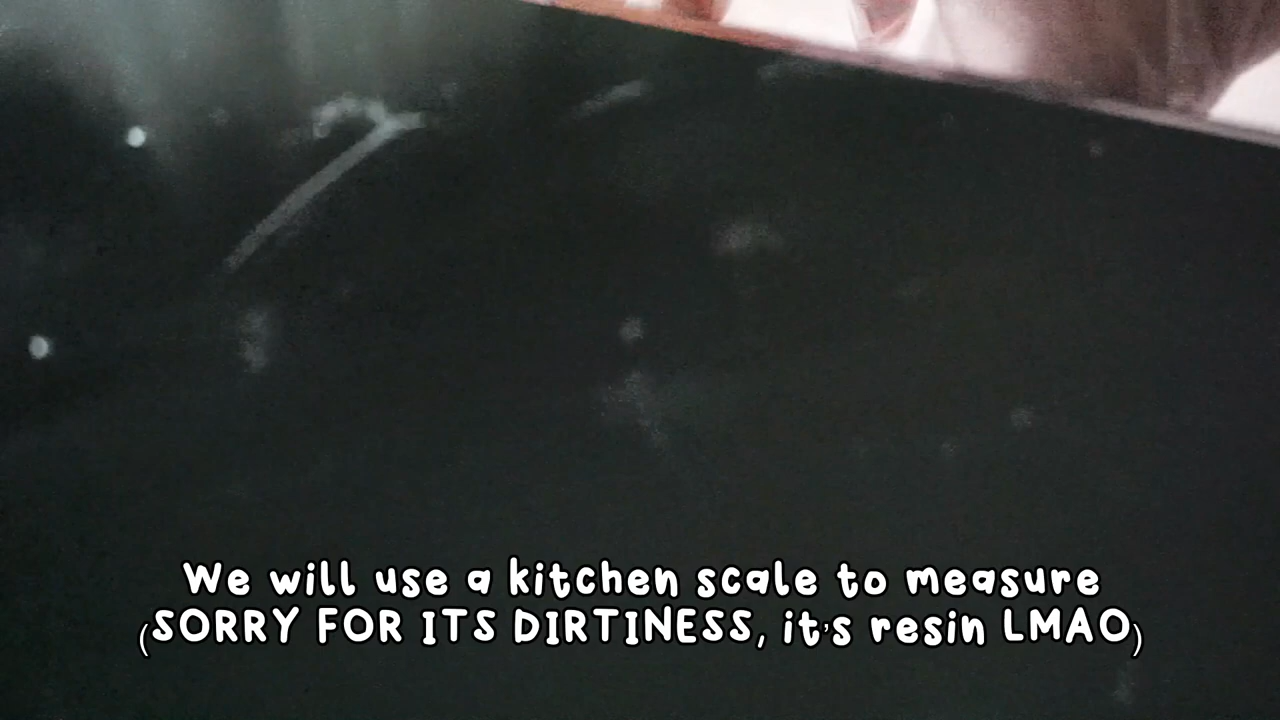 We will use a kitchen scale to measure
(SORRY FOR ITS DIRTINESS, it's resin LMAO)